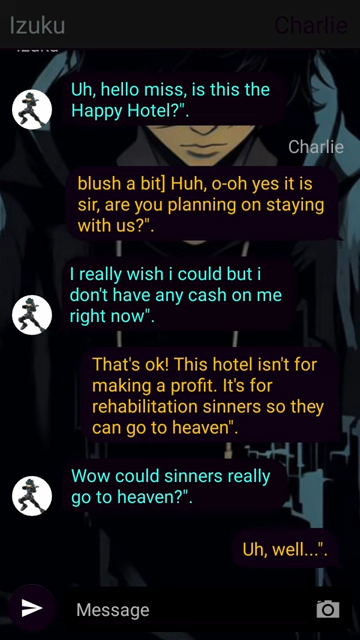 Izuku Charlie
Izuku
Uh, hello miss, is this the
Happy Hotel?".
Charlie
blush a bit] Huh, o-oh yes it is
sir, are you planning on staying
with us?".
I really wish i could but i
don't have any cash on me
right now".
That's ok! This hotel isn't for
making a profit. It's for
rehabilitation sinners so they
can go to heaven".
Wow could sinners really
go to heaven?".
Uh, well...".
Message